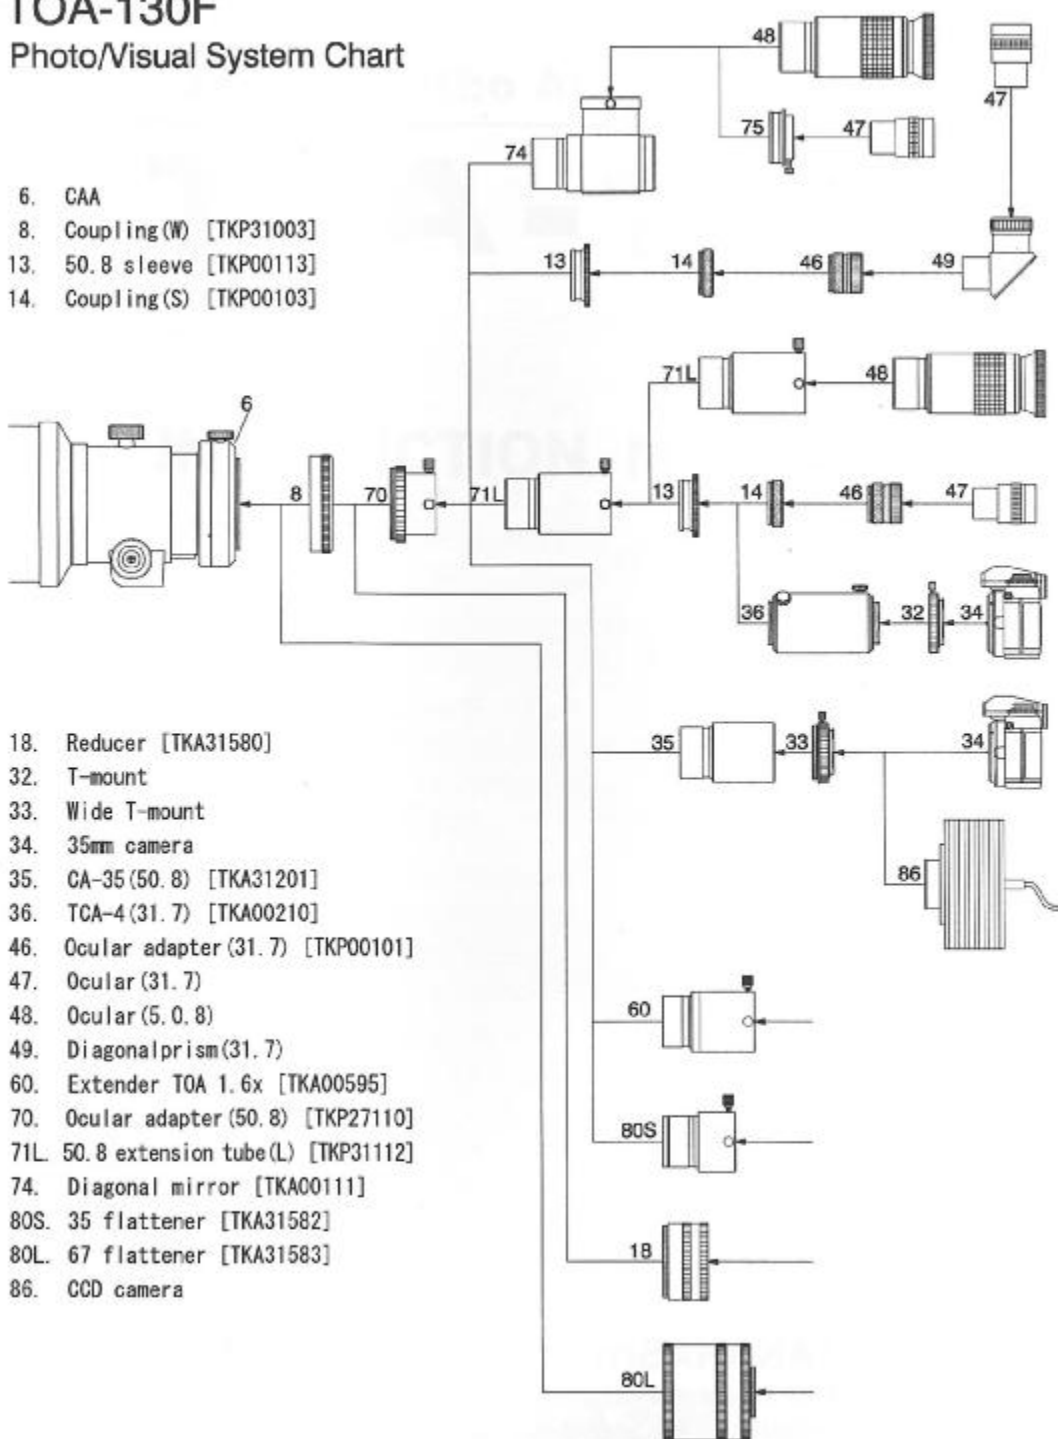 TOA-130F
Photo/Visual System Chart
6. CAA
8. Coupling(W) [TKP31003]
13. 50.8 sleeve [TKP00113]
14. Coupling(S) [TKP00103]
48
47
75
47
74
13
14
46
49
71L
48
6
8
70
71L
13
14
46
47
36
32
34
35
33
34
86
60
80S
18
80L
18. Reducer [TKA31580]
32. T-mount
33. Wide T-mount
34. 35mm camera
35. CA-35(50.8) [TKA31201]
36. TCA-4(31.7) [TKA00210]
46. Ocular adapter(31.7) [TKP00101]
47. Ocular(31.7)
48. Ocular(5.0.8)
49. Diagonalprism(31.7)
60. Extender TOA 1.6x [TKA00595]
70. Ocular adapter(50.8) [TKP27110]
71L. 50.8 extension tube(L) [TKP31112]
74. Diagonal mirror [TKA00111]
80S. 35 flattener [TKA31582]
80L. 67 flattener [TKA31583]
86. CCD camera